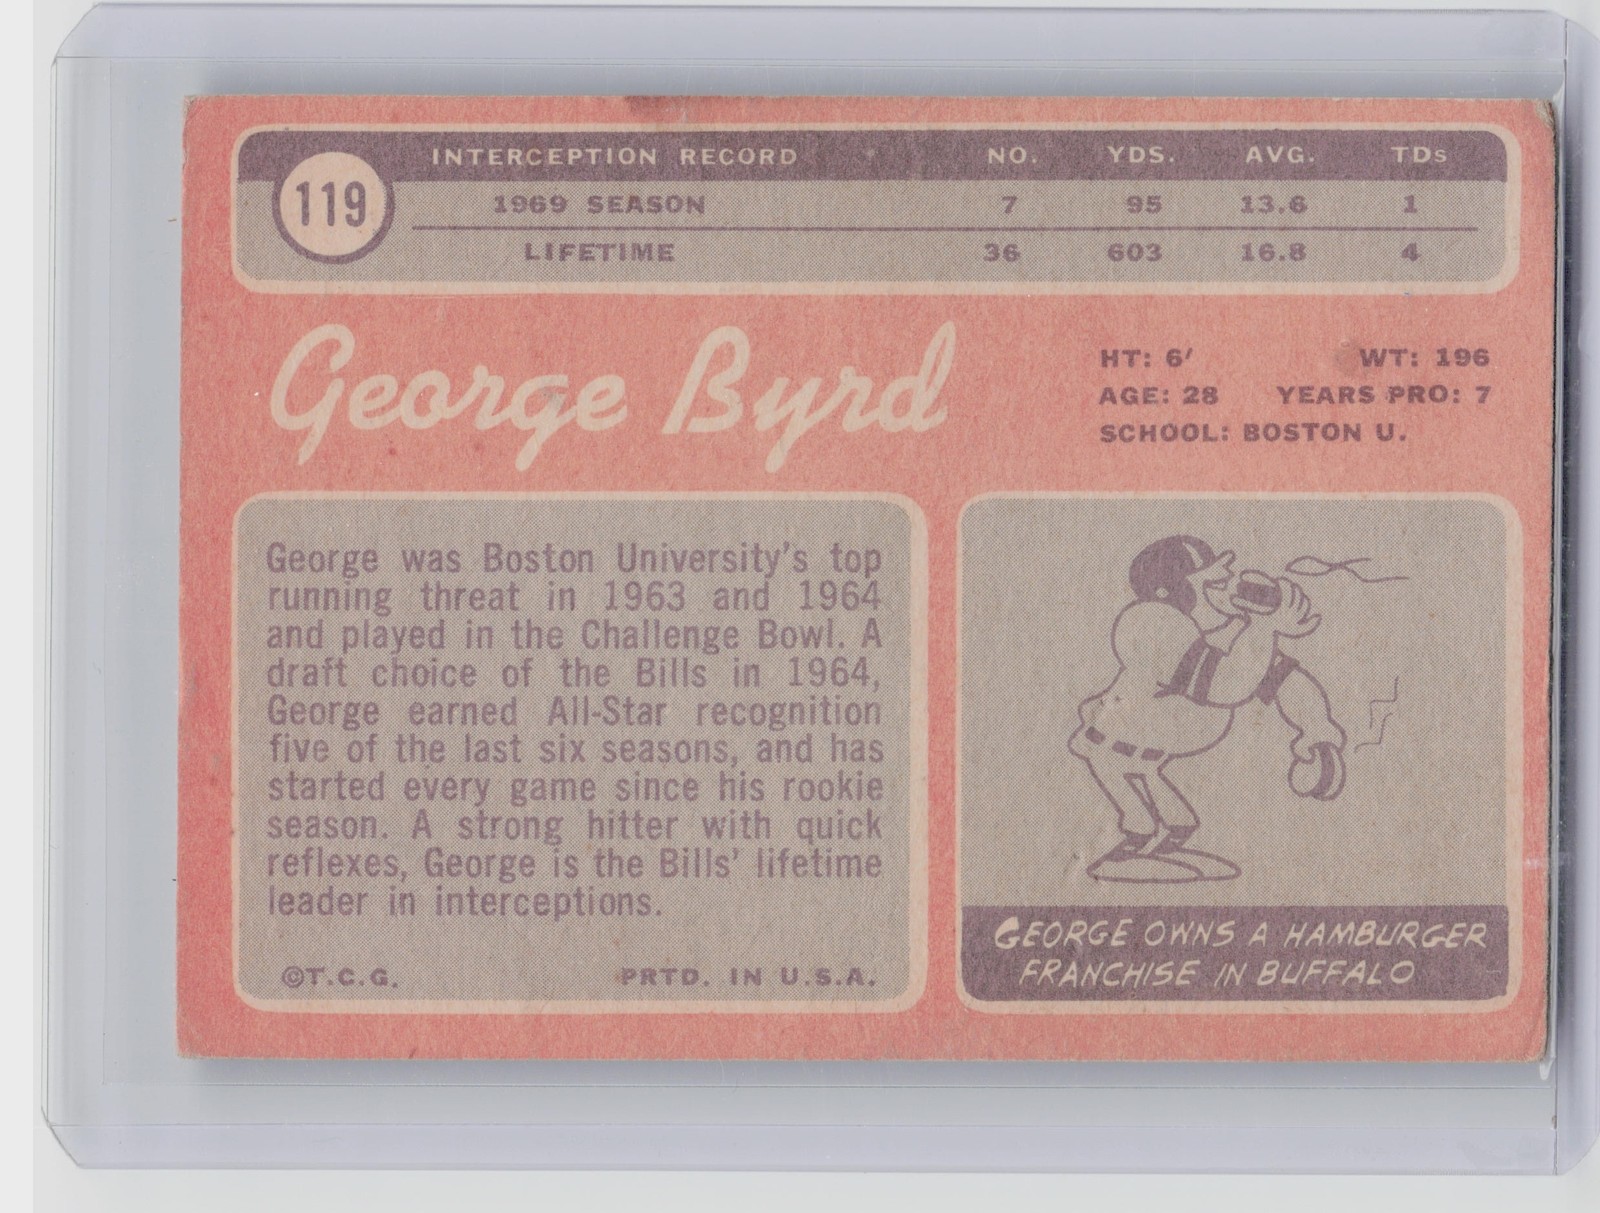 119
INTERCEPTION RECORD NO. YDS. AVG. TDs
1969 SEASON 7 95 13.6 1
LIFETIME 36 603 16.8 4
George Byrd
HT: 6′ WT: 196
AGE: 28 YEARS PRO: 7
SCHOOL: BOSTON U.
George was Boston University's top
running threat in 1963 and 1964
and played in the Challenge Bowl. A
draft choice of the Bills in 1964,
George earned All-Star recognition
five of the last six seasons, and has
started every game since his rookie
season. A strong hitter with quick
reflexes, George is the Bills' lifetime
leader in interceptions.
©T.C.G. PRTD. IN U.S.A.
GEORGE OWNS A HAMBURGER
FRANCHISE IN BUFFALO